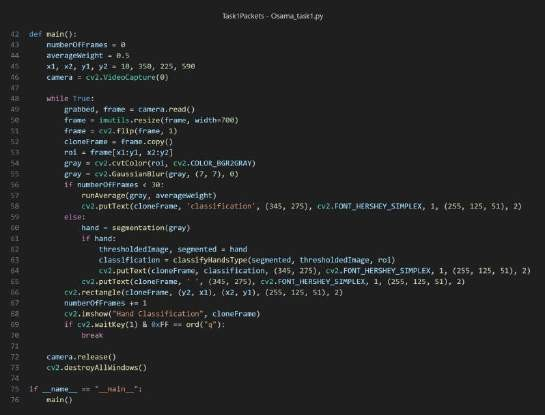 Task1Packets - Osama_task1.py
42 def main():
43     numberOfFrames = 0
44     averageWeight = 0.5
45     x1, x2, y1, y2 = 10, 350, 225, 590
46     camera = cv2.VideoCapture(0)
47
48     while True:
49         grabbed, frame = camera.read()
50         frame = imutils.resize(frame, width=700)
51         frame = cv2.flip(frame, 1)
52         cloneFrame = frame.copy()
53         roi = frame[x1:y1, x2:y2]
54         gray = cv2.cvtColor(roi, cv2.COLOR_BGR2GRAY)
55         gray = cv2.GaussianBlur(gray, (7, 7), 0)
56         if numberOfFrames < 30:
57             runAverage(gray, averageWeight)
58             cv2.putText(cloneFrame, 'classification', (345, 275), cv2.FONT_HERSHEY_SIMPLEX, 1, (255, 125, 51), 2)
59         else:
60             hand = segmentation(gray)
61             if hand:
62                 thresholdedImage, segmented = hand
63                 classification = classifyHandsType(segmented, thresholdedImage, roi)
64                 cv2.putText(cloneFrame, classification, (345, 275), cv2.FONT_HERSHEY_SIMPLEX, 1, (255, 125, 51), 2)
65             cv2.putText(cloneFrame, ' ', (345, 275), cv2.FONT_HERSHEY_SIMPLEX, 1, (255, 125, 51), 2)
66         cv2.rectangle(cloneFrame, (y2, x1), (x2, y1), (255, 125, 51), 2)
67         numberOfFrames += 1
68         cv2.imshow("Hand Classification", cloneFrame)
69         if cv2.waitKey(1) & 0xFF == ord("q"):
70             break
71
72     camera.release()
73     cv2.destroyAllWindows()
74
75 if __name__ == "__main__":
76     main()